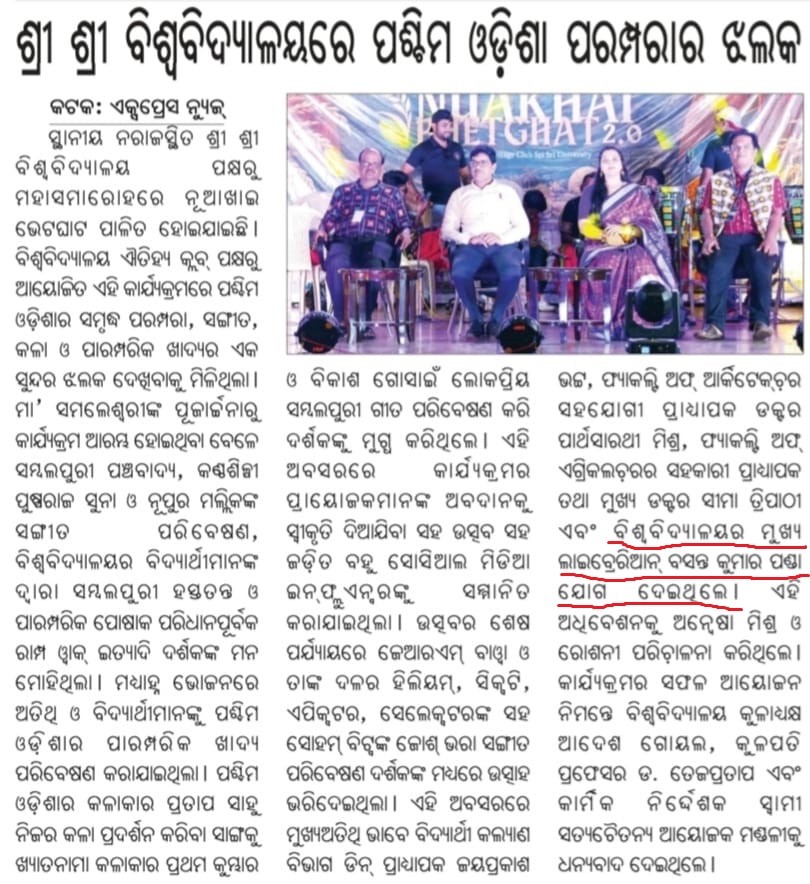 ଶ୍ରୀ ଶ୍ରୀ ବିଶ୍ୱବିଦ୍ୟାଳୟରେ ପଶ୍ଚିମ ଓଡ଼ିଶା ପରମ୍ପରାର ଝଲକ
କଟକ: ଏକ୍ସପ୍ରେସ ନ୍ୟୁଜ୍
ସ୍ଥାନୀୟ ନରାଜସ୍ଥିତ ଶ୍ରୀ ଶ୍ରୀ
ବିଶ୍ୱବିଦ୍ୟାଳୟ ପକ୍ଷରୁ
ମହାସମାରୋହରେ ନୂଆଖାଇ
ଭେଟଘାଟ ପାଳିତ ହୋଇଯାଇଛି।
ବିଶ୍ୱବିଦ୍ୟାଳୟ ଐତିହ୍ୟ କ୍ଲବ୍ ପକ୍ଷରୁ
ଆୟୋଜିତ ଏହି କାର୍ଯ୍ୟକ୍ରମରେ ପଶ୍ଚିମ
ଓଡ଼ିଶାର ସମୃଦ୍ଧ ପରମ୍ପରା, ସଙ୍ଗୀତ,
କଳା ଓ ପାରମ୍ପରିକ ଖାଦ୍ୟର ଏକ
ସୁନ୍ଦର ଝଲକ ଦେଖିବାକୁ ମିଳିଥିଲା।
ମା' ସମଲେଶ୍ୱରୀଙ୍କ ପୂଜାର୍ଚ୍ଚନାରୁ
କାର୍ଯ୍ୟକ୍ରମ ଆରମ୍ଭ ହୋଇଥିବା ବେଳେ
ସମ୍ବଲପୁରୀ ପଞ୍ଚବାଦ୍ୟ, କଣ୍ଠଶିଳ୍ପୀ
ପୁଷ୍ପରାଜ ସୁନା ଓ ନୂପୁର ମଲ୍ଲିକଙ୍କ
ସଙ୍ଗୀତ ପରିବେଷଣ,
ବିଶ୍ୱବିଦ୍ୟାଳୟର ବିଦ୍ୟାର୍ଥୀମାନଙ୍କ
ଦ୍ୱାରା ସମ୍ବଲପୁରୀ ହସ୍ତତନ୍ତ ଓ
ପାରମ୍ପରିକ ପୋଷାକ ପରିଧାନପୂର୍ବକ
ରାମ୍ପ ୱାକ୍ ଇତ୍ୟାଦି ଦର୍ଶକଙ୍କ ମନ
ମୋହିଥିଲା। ମଧ୍ୟାହ୍ନ ଭୋଜନରେ
ଅତିଥି ଓ ବିଦ୍ୟାର୍ଥୀମାନଙ୍କୁ ପଶ୍ଚିମ
ଓଡ଼ିଶାର ପାରମ୍ପରିକ ଖାଦ୍ୟ
ପରିବେଷଣ କରାଯାଇଥିଲା। ପଶ୍ଚିମ
ଓଡ଼ିଶାର କଳାକାର ପ୍ରତାପ ସାହୁ
ନିଜର କଳା ପ୍ରଦର୍ଶନ କରିବା ସାଙ୍ଗକୁ
ଖ୍ୟାତନାମା କଳାକାର ପ୍ରଥମ କୁମ୍ଭାର
NUAKHAI
BHETGHAT 2.0
ଓ ବିକାଶ ଗୋସାଇଁ ଲୋକପ୍ରିୟ
ସମ୍ବଲପୁରୀ ଗୀତ ପରିବେଷଣ କରି
ଦର୍ଶକଙ୍କୁ ମୁଗ୍ଧ କରିଥିଲେ। ଏହି
ଅବସରରେ କାର୍ଯ୍ୟକ୍ରମର
ପ୍ରାୟୋଜକମାନଙ୍କ ଅବଦାନକୁ
ସ୍ୱୀକୃତି ଦିଆଯିବା ସହ ଉତ୍ସବ ସହ
ଜଡ଼ିତ ବହୁ ସୋସିଆଲ ମିଡିଆ
ଇନ୍‌ଫ୍ଲୁଏନ୍ସରଙ୍କୁ ସମ୍ମାନିତ
କରାଯାଇଥିଲା। ଉତ୍ସବର ଶେଷ
ପର୍ଯ୍ୟାୟରେ ଜେଆରଏମ୍ ବାୱା ଓ
ତାଙ୍କ ଦଳର ହିଲିୟମ୍, ସିକ୍ସଟି,
ଏପିକ୍ସଟର, ସେଲେକ୍ସଟରଙ୍କ ସହ
ସୋହମ୍ ବିଟ୍ସଙ୍କ ଜୋଶ୍ ଭରା ସଙ୍ଗୀତ
ପରିବେଷଣ ଦର୍ଶକଙ୍କ ମଧ୍ୟରେ ଉତ୍ସାହ
ଭରିଦେଇଥିଲା। ଏହି ଅବସରରେ
ମୁଖ୍ୟଅତିଥି ଭାବେ ବିଦ୍ୟାର୍ଥୀ କଲ୍ୟାଣ
ବିଭାଗ ଡିନ୍ ପ୍ରାଧ୍ୟାପକ ଜୟପ୍ରକାଶ
ଭଟ୍ଟ, ଫ୍ୟାକଲ୍ଟି ଅଫ୍ ଆର୍କିଟେକ୍ଚର
ସହଯୋଗୀ ପ୍ରାଧ୍ୟାପକ ଡକ୍ଟର
ପାର୍ଥସାରଥୀ ମିଶ୍ର, ଫ୍ୟାକଲ୍ଟି ଅଫ୍
ଏଗ୍ରିକଲଚ୍ରର ସହକାରୀ ପ୍ରାଧ୍ୟାପକ
ତଥା ମୁଖ୍ୟ ଡକ୍ଟର ସୀମା ତ୍ରିପାଠୀ
ଏବଂ ବିଶ୍ୱବିଦ୍ୟାଳୟର ମୁଖ୍ୟ
ଲାଇବ୍ରେରିଆନ୍ ବସନ୍ତ କୁମାର ପଣ୍ଡା
ଯୋଗ ଦେଇଥିଲେ। ଏହି
ଅଧିବେଶନକୁ ଅନ୍ୱେଷା ମିଶ୍ର ଓ
ରୋଶନୀ ପରିଚାଳନା କରିଥିଲେ।
କାର୍ଯ୍ୟକ୍ରମର ସଫଳ ଆୟୋଜନ
ନିମନ୍ତେ ବିଶ୍ୱବିଦ୍ୟାଳୟ କୁଳାଧ୍ୟକ୍ଷ
ଆଦେଶ ଗୋୟଲ, କୁଳପତି
ପ୍ରଫେସର ଡ. ତେଜପ୍ରତାପ ଏବଂ
କାର୍ମିକ ନିର୍ଦ୍ଦେଶକ ସ୍ୱାମୀ
ସତ୍ୟଚୈତନ୍ୟ ଆୟୋଜକ ମଣ୍ଡଳୀକୁ
ଧନ୍ୟବାଦ ଦେଇଥିଲେ।